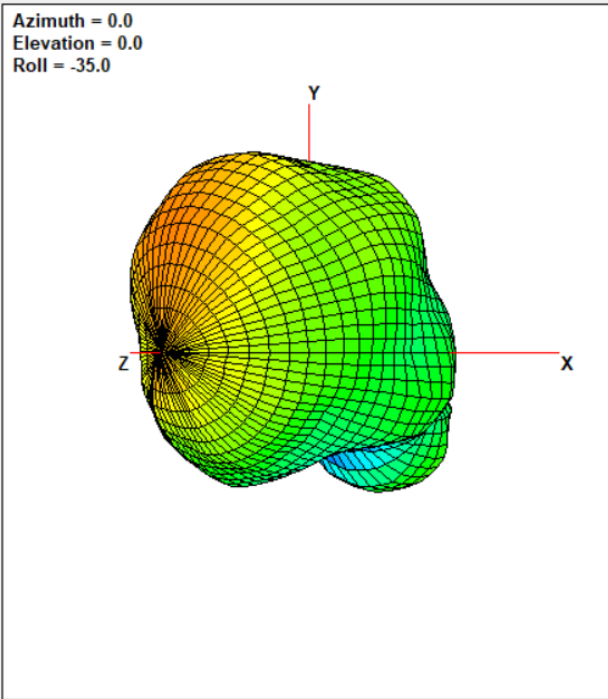 Azimuth = 0.0
Elevation = 0.0
Roll = -35.0
Y
Z
X